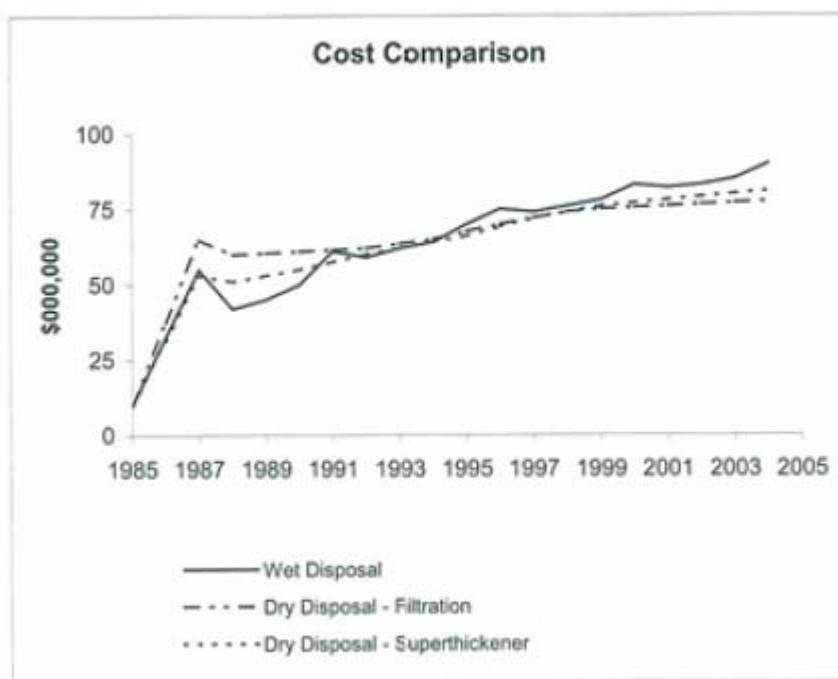 Cost Comparison
100
75
50
25
0
$000,000
1985 1987 1989 1991 1993 1995 1997 1999 2001 2003 2005
Wet Disposal
Dry Disposal - Filtration
Dry Disposal - Superthickener